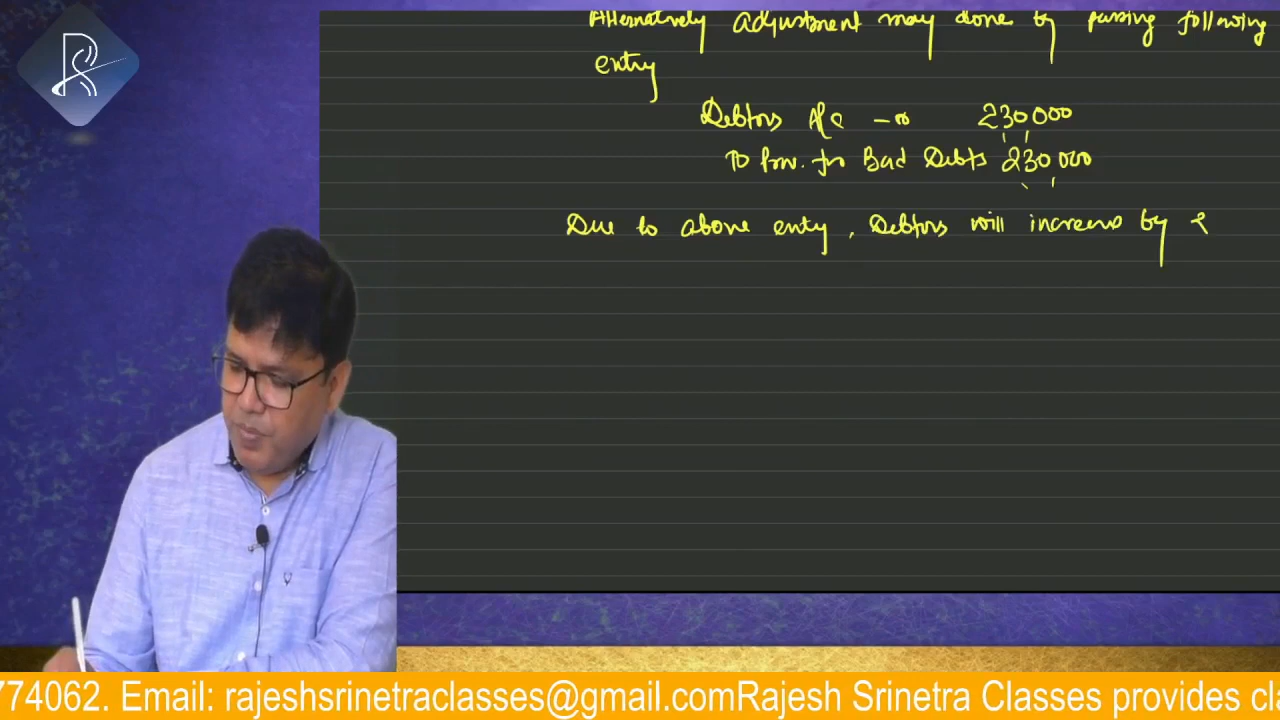 Alternatively adjustment may done by passing following
entry
Debtors A/c - Dr 230000
To Prov. for Bad Debts 230000
Due to above enty, Debtors will increase by ₹
774062. Email: rajeshsrinetraclasses@gmail.comRajesh Srinetra Classes provides cla